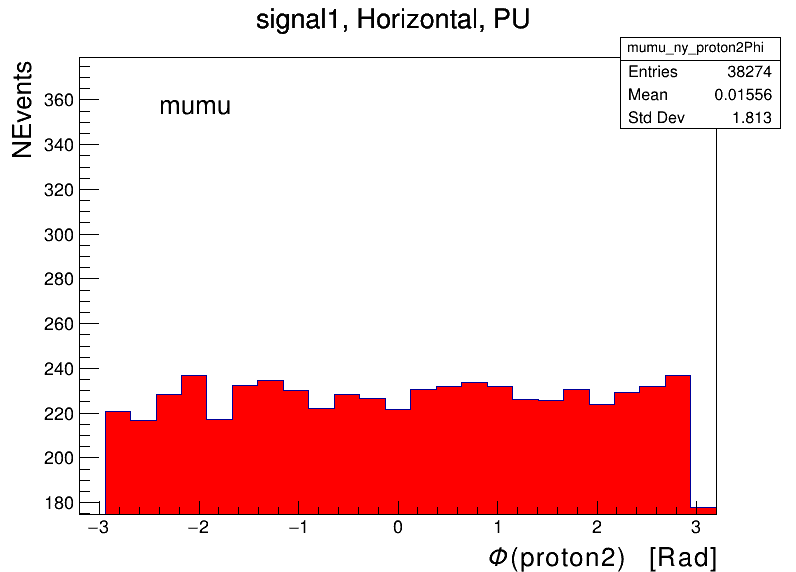 signal1, Horizontal, PU
mumu_ny_proton2Phi
Entries 38274
Mean 0.01556
Std Dev 1.813
NEvents
mumu
360
340
320
300
280
260
240
220
200
180
−3 −2 −1 0 1 2 3
Φ(proton2) [Rad]